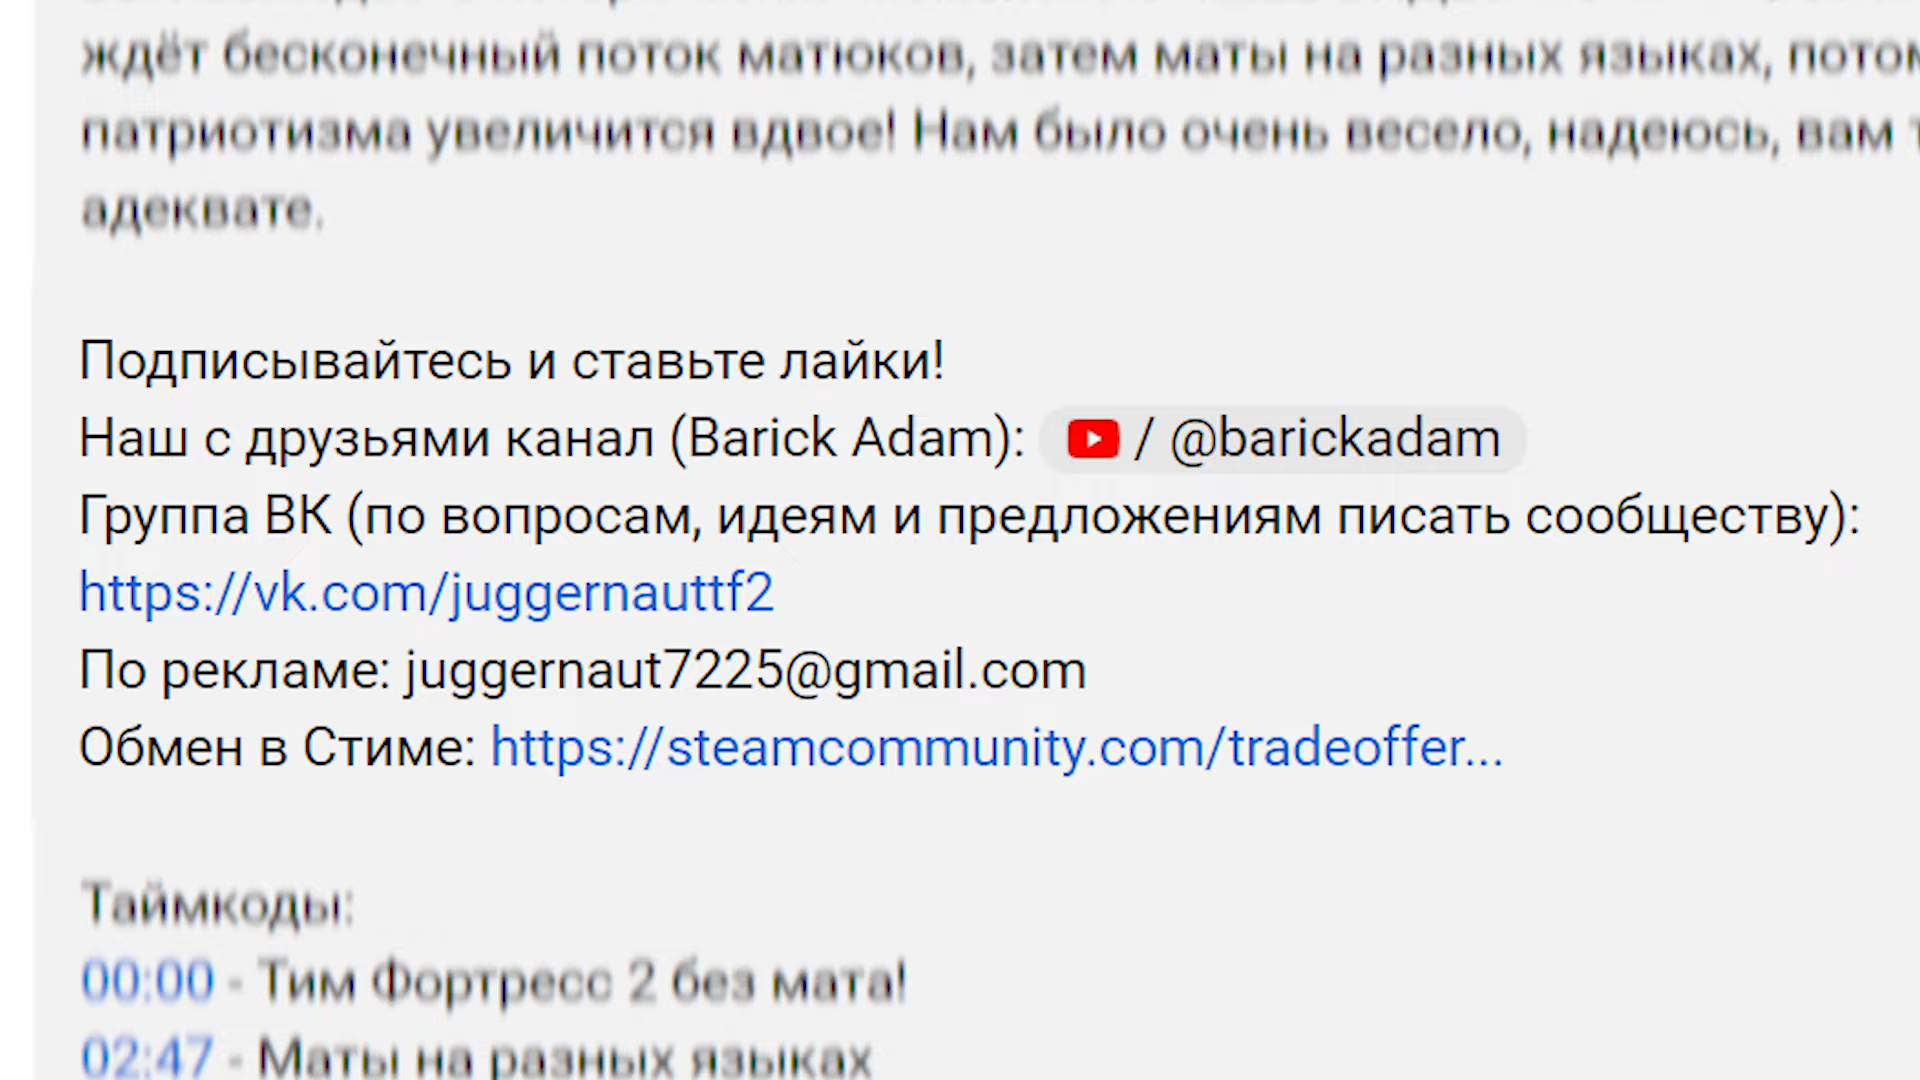 ждёт бесконечный поток матюков, затем маты на разных языках, потом
патриотизма увеличится вдвое! Нам было очень весело, надеюсь, вам
адеквате.
Подписывайтесь и ставьте лайки!
Наш с друзьями канал (Barick Adam): / @barickadam
Группа ВК (по вопросам, идеям и предложениям писать сообществу):
https://vk.com/juggernauttf2
По рекламе: juggernaut7225@gmail.com
Обмен в Стиме: https://steamcommunity.com/tradeoffer...
Таймкоды:
00:00 - Тим Фортресс 2 без мата!
02:47 - Маты на разных языках